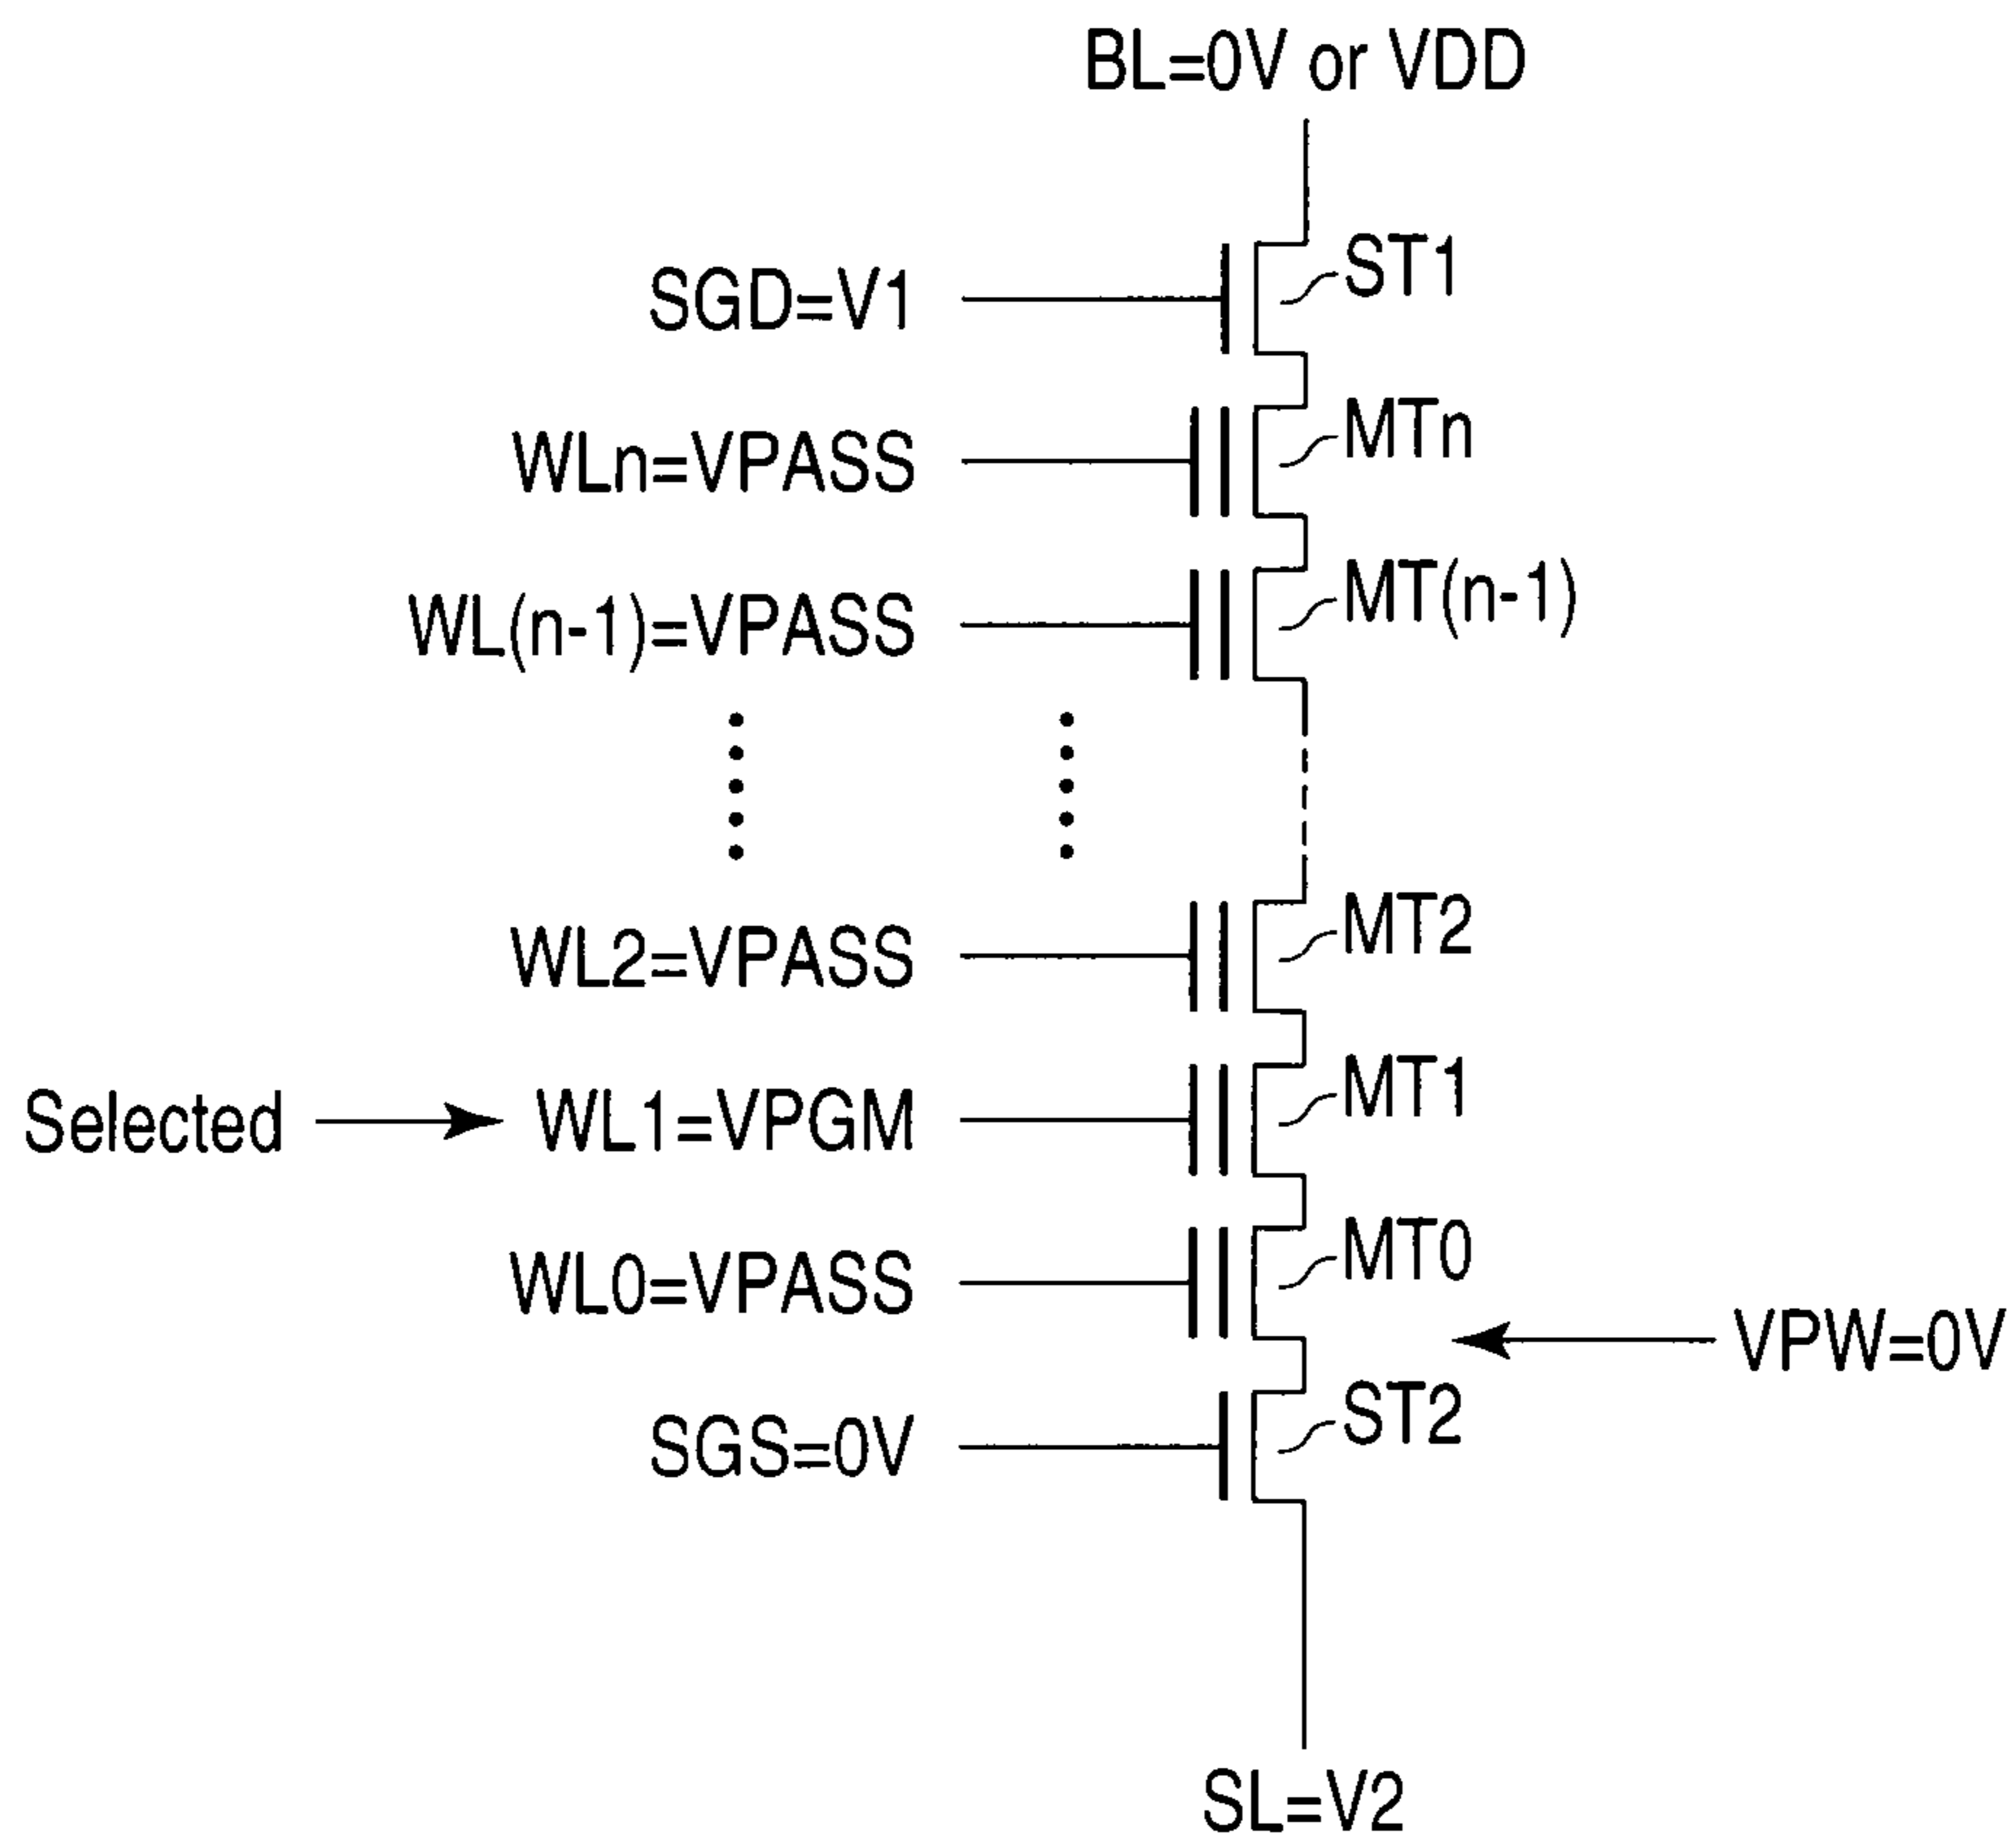 BL=0V or VDD
SGD=V1
ST1
WLn=VPASS
MTn
WL(n-1)=VPASS
MT(n-1)
WL2=VPASS
MT2
Selected
WL1=VPGM
MT1
WL0=VPASS
MT0
VPW=0V
SGS=0V
ST2
SL=V2